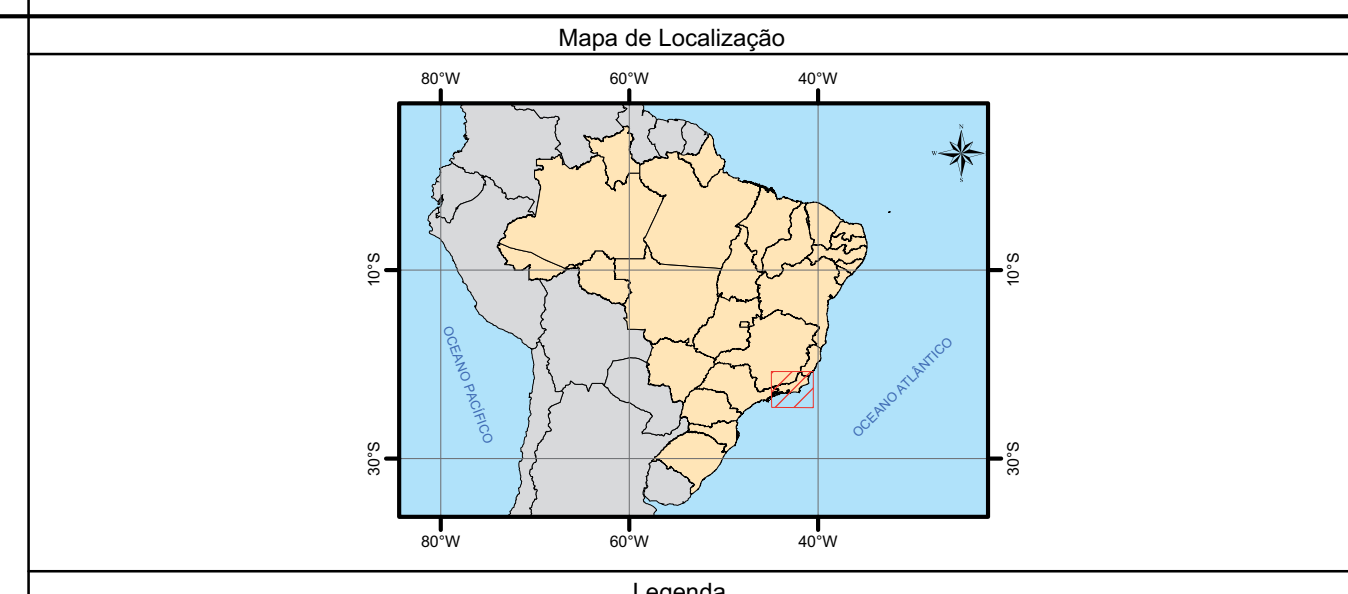 Mapa de Localização
80°W 60°W 40°W
N
W
S
10°S 10°S
OCEANO PACÍFICO
OCEANO ATLÂNTICO
30°S 30°S
80°W 60°W 40°W
Legenda